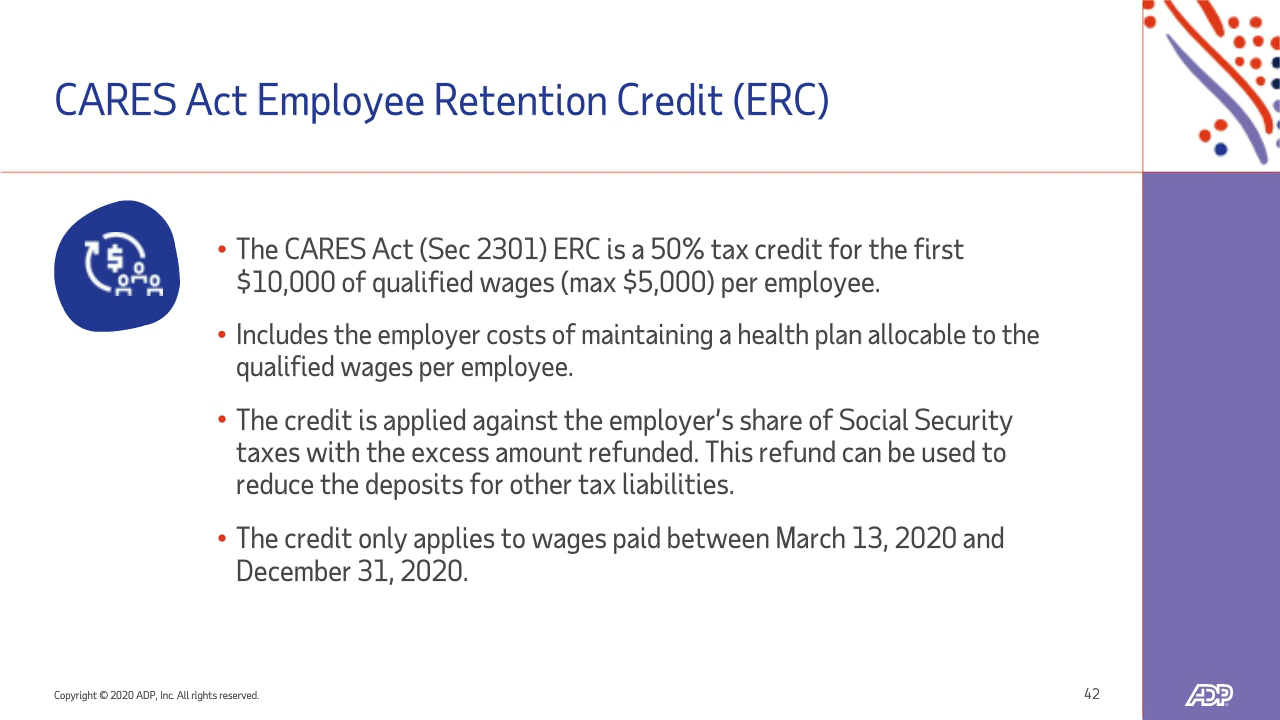 CARES Act Employee Retention Credit (ERC)
• The CARES Act (Sec 2301) ERC is a 50% tax credit for the first
$10,000 of qualified wages (max $5,000) per employee.
• Includes the employer costs of maintaining a health plan allocable to the
qualified wages per employee.
• The credit is applied against the employer’s share of Social Security
taxes with the excess amount refunded. This refund can be used to
reduce the deposits for other tax liabilities.
• The credit only applies to wages paid between March 13, 2020 and
December 31, 2020.
Copyright © 2020 ADP, Inc. All rights reserved.
42
ADP